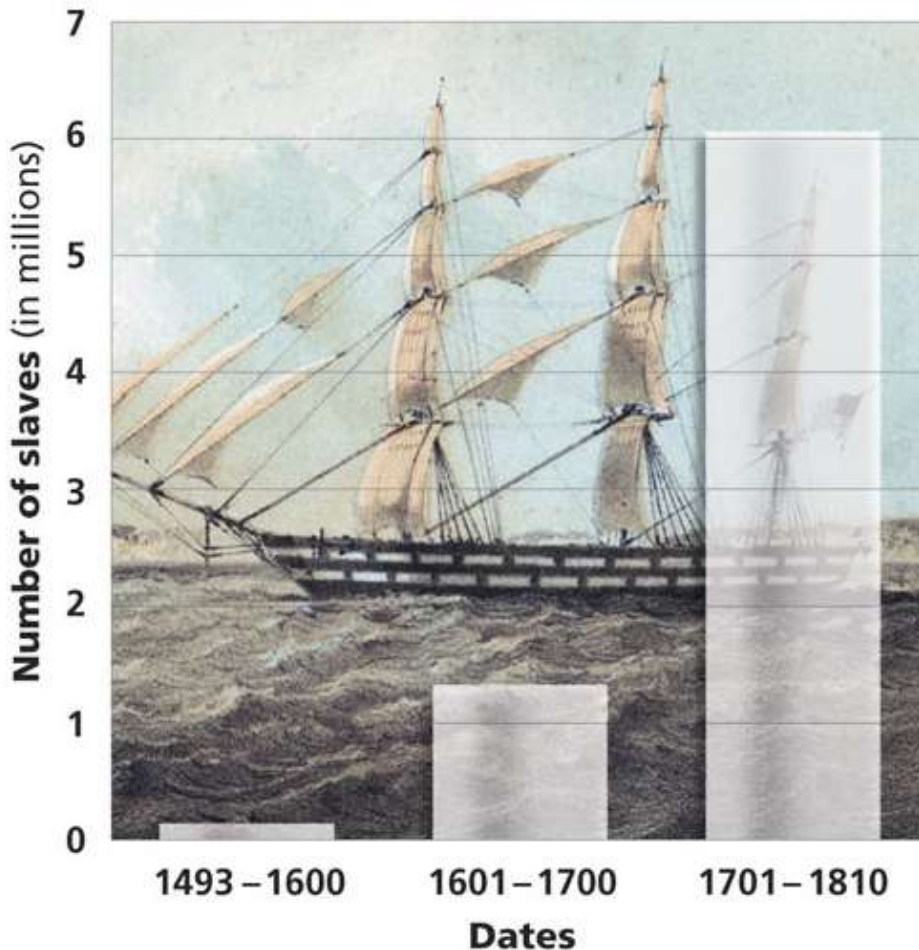 Number of slaves (in millions)
7
6
5
4
3
2
1
0
1493–1600 1601–1700 1701–1810
Dates